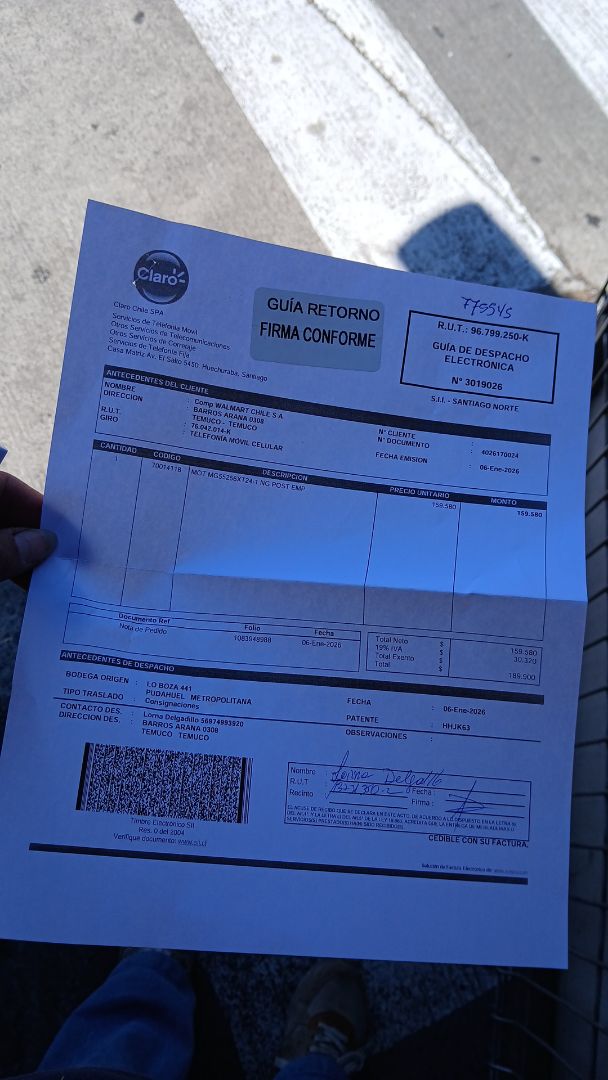 Claro
GUÍA RETORNO
FIRMA CONFORME
775545
R.U.T.: 96.799.250-K
GUÍA DE DESPACHO
ELECTRÓNICA
N° 3019026
S.I.I. - SANTIAGO NORTE
Claro Chile SPA
Servicios de Telefonía Movil
Otros Servicios de Telecomunicaciones
Otros Servicios de Corretaje
Servicios de Telefonía Fija
Casa Matriz Av. El Salto 5450, Huechuraba, Santiago
ANTECEDENTES DEL CLIENTE
NOMBRE : Comp WALMART CHILE S A
DIRECCION : BARROS ARANA 0308
TEMUCO - TEMUCO
R.U.T. : 76.042.014-K
GIRO : TELEFONIA MOVIL CELULAR
N° CLIENTE
N° DOCUMENTO : 4026170024
FECHA EMISION : 06-Ene-2026
CANTIDAD CODIGO DESCRIPCION PRECIO UNITARIO MONTO
1 70014178 MOT 159.580 159.580
Documento Ref Folio Fecha
Nota de Pedido 1083949988 06-Ene-2026
Total Neto $ 159.580
19% IVA $ 30.320
Total Exento $
Total $ 189.900
ANTECEDENTES DE DESPACHO
BODEGA ORIGEN : LO BOZA 441
PUDAHUEL METROPOLITANA
TIPO TRASLADO : Consignaciones
CONTACTO DES. : Lorna Delgadillo 56974993920
DIRECCION DES. : BARROS ARANA 0308
TEMUCO TEMUCO
FECHA : 06-Ene-2026
PATENTE : HHJK63
OBSERVACIONES :
Nombre : Lorna Delgadillo
R.U.T :
Fecha :
Recinto :
Firma :
CEDIBLE CON SU FACTURA.
Timbre Electrónico SII
Res. 0 del 2004
Verifique documento: www.sii.cl